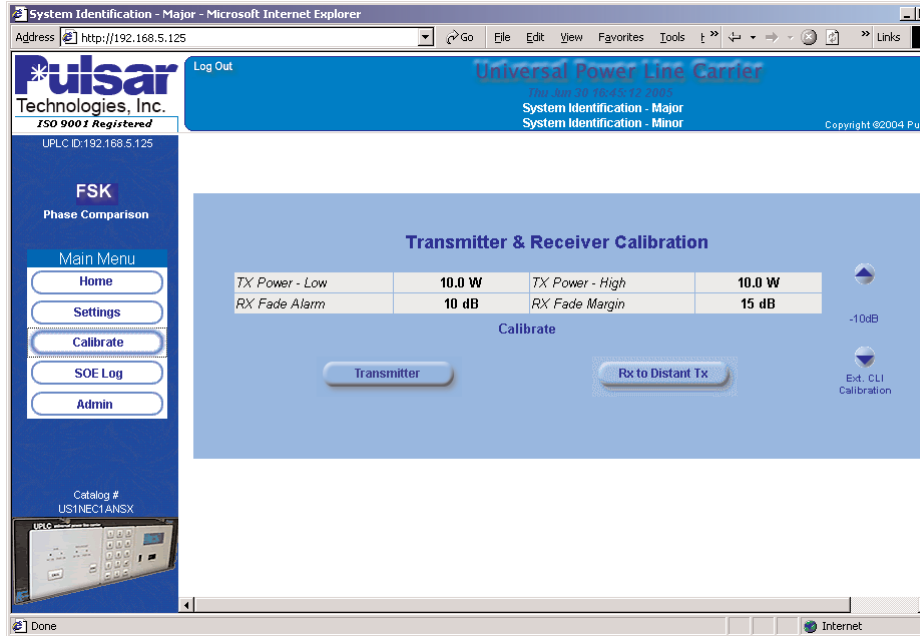 System Identification - Major - Microsoft Internet Explorer
Address http://192.168.5.125 Go File Edit View Favorites Tools Links
Pulsar
Technologies, Inc.
ISO 9001 Registered
Log Out
Universal Power Line Carrier
Thu Jun 30 16:45:12 2005
System Identification - Major
System Identification - Minor
Copyright ©2004 Pu
UPLC ID:192.168.5.125
FSK
Phase Comparison
Main Menu
Home
Settings
Calibrate
SOE Log
Admin
Catalog #
US1NEC1ANSX
UPLC
Transmitter & Receiver Calibration
TX Power - Low 10.0 W TX Power - High 10.0 W
RX Fade Alarm 10 dB RX Fade Margin 15 dB
Calibrate
Transmitter Rx to Distant Tx
-10dB
Ext. CLI
Calibration
Done Internet